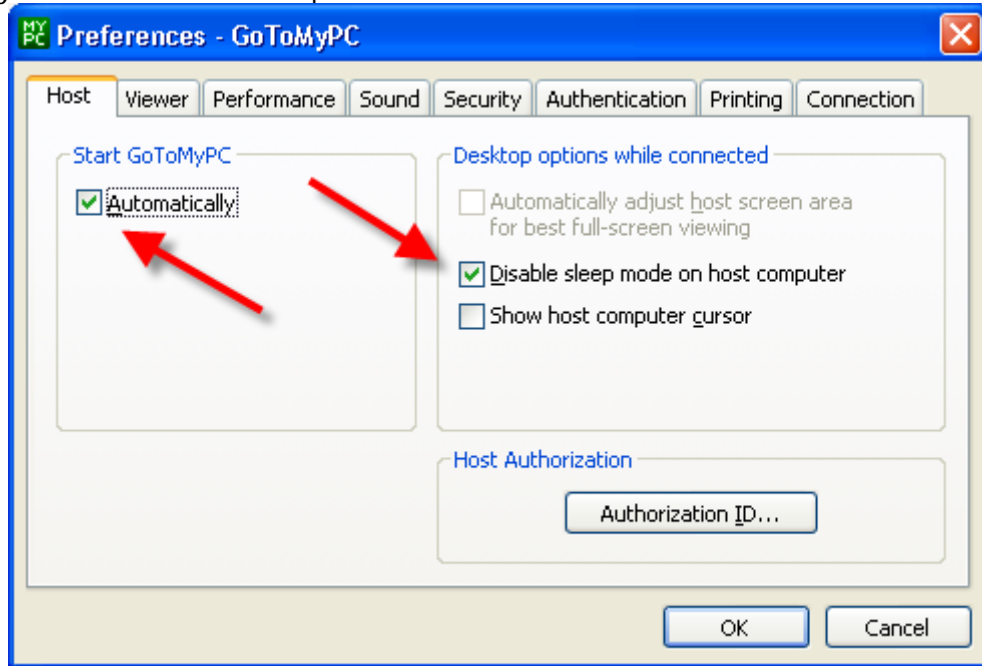 MY PC Preferences - GoToMyPC
Host Viewer Performance Sound Security Authentication Printing Connection
Start GoToMyPC
Automatically
Desktop options while connected
Automatically adjust host screen area
for best full-screen viewing
Disable sleep mode on host computer
Show host computer cursor
Host Authorization
Authorization ID...
OK Cancel